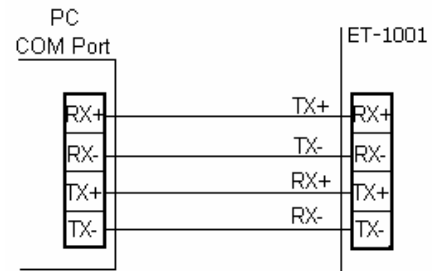 PC
COM Port
ET-1001
RX+ TX+ RX+
RX- TX- RX-
TX+ RX+ TX+
TX- RX- TX-